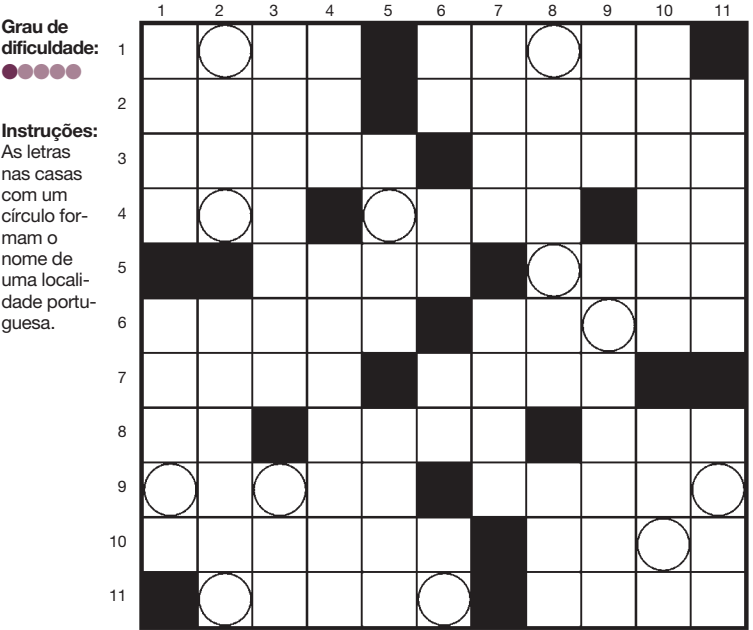 Grau de
dificuldade:
Instruções:
As letras
nas casas
com um
círculo for-
mam o
nome de
uma locali-
dade portu-
guesa.
1 2 3 4 5 6 7 8 9 10 11
1
2
3
4
5
6
7
8
9
10
11